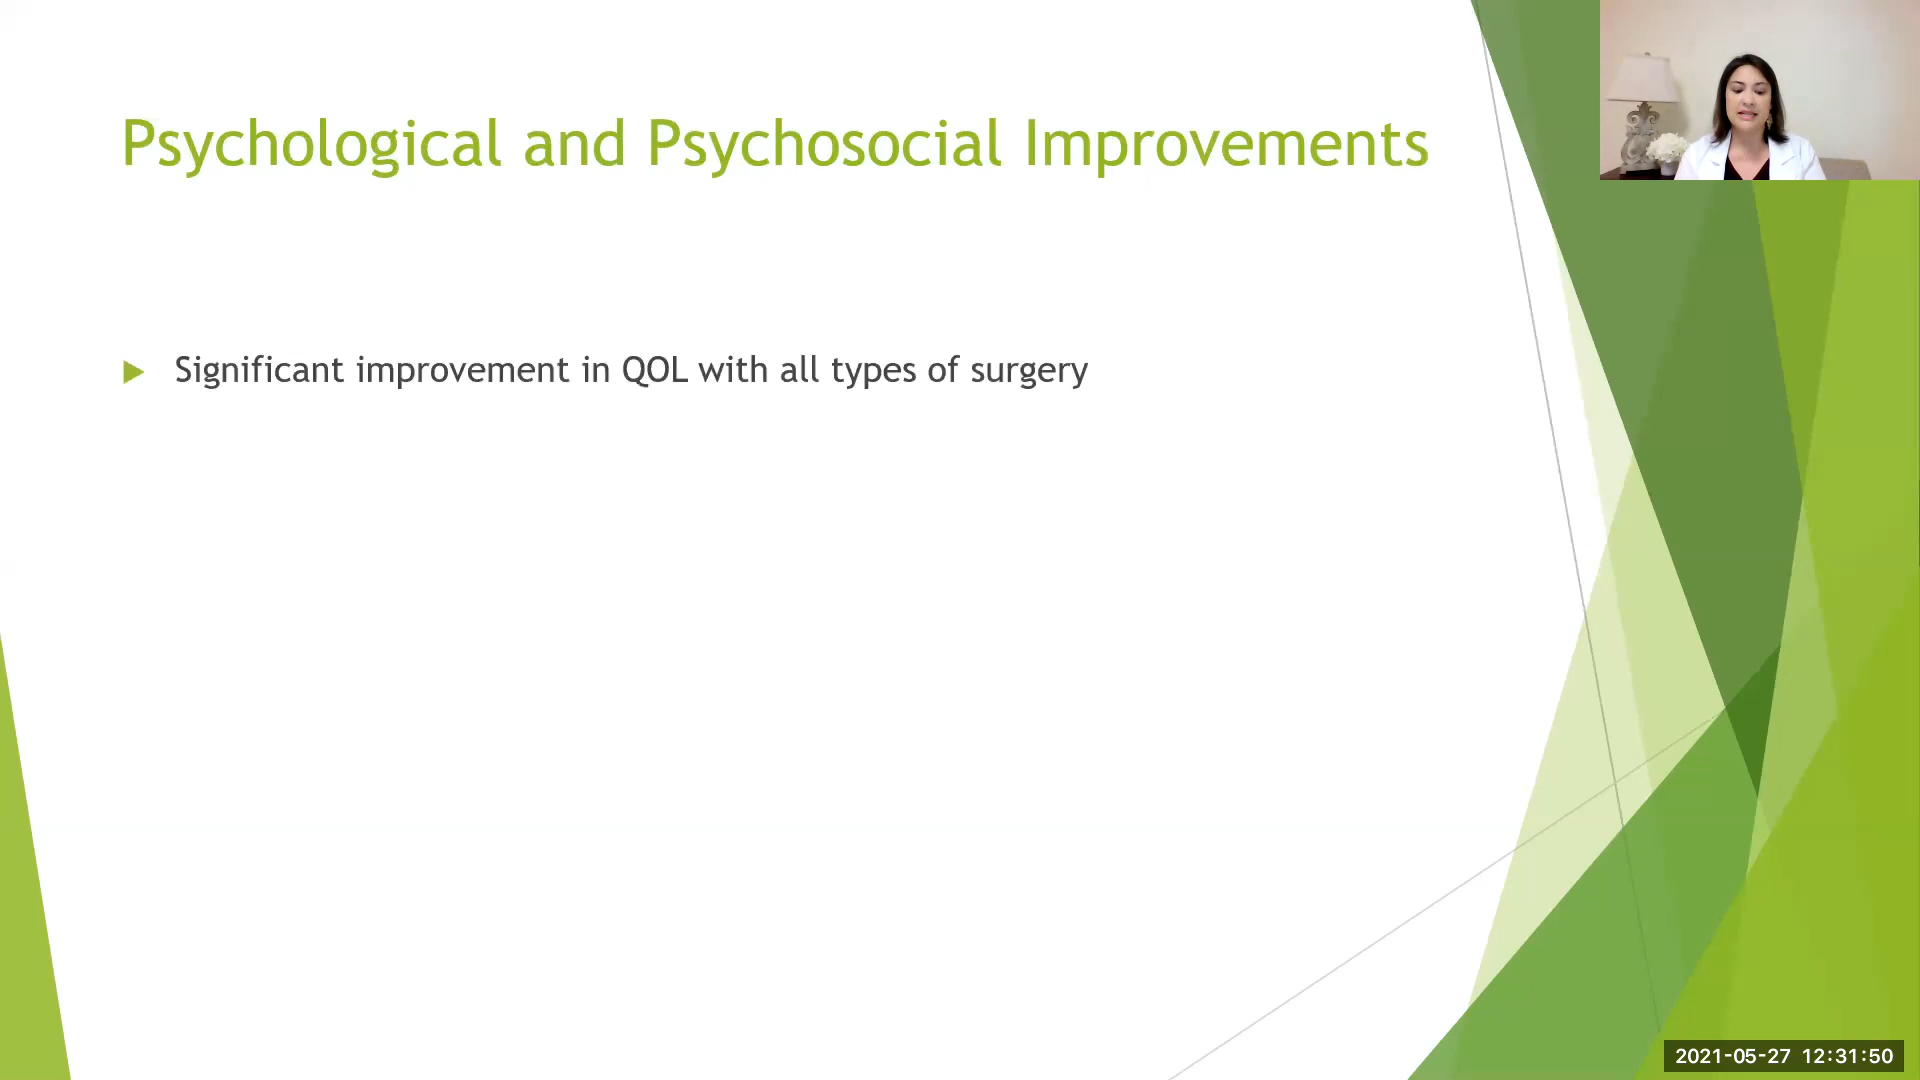 Psychological and Psychosocial Improvements
Significant improvement in QOL with all types of surgery
2021-05-27 12:31:50